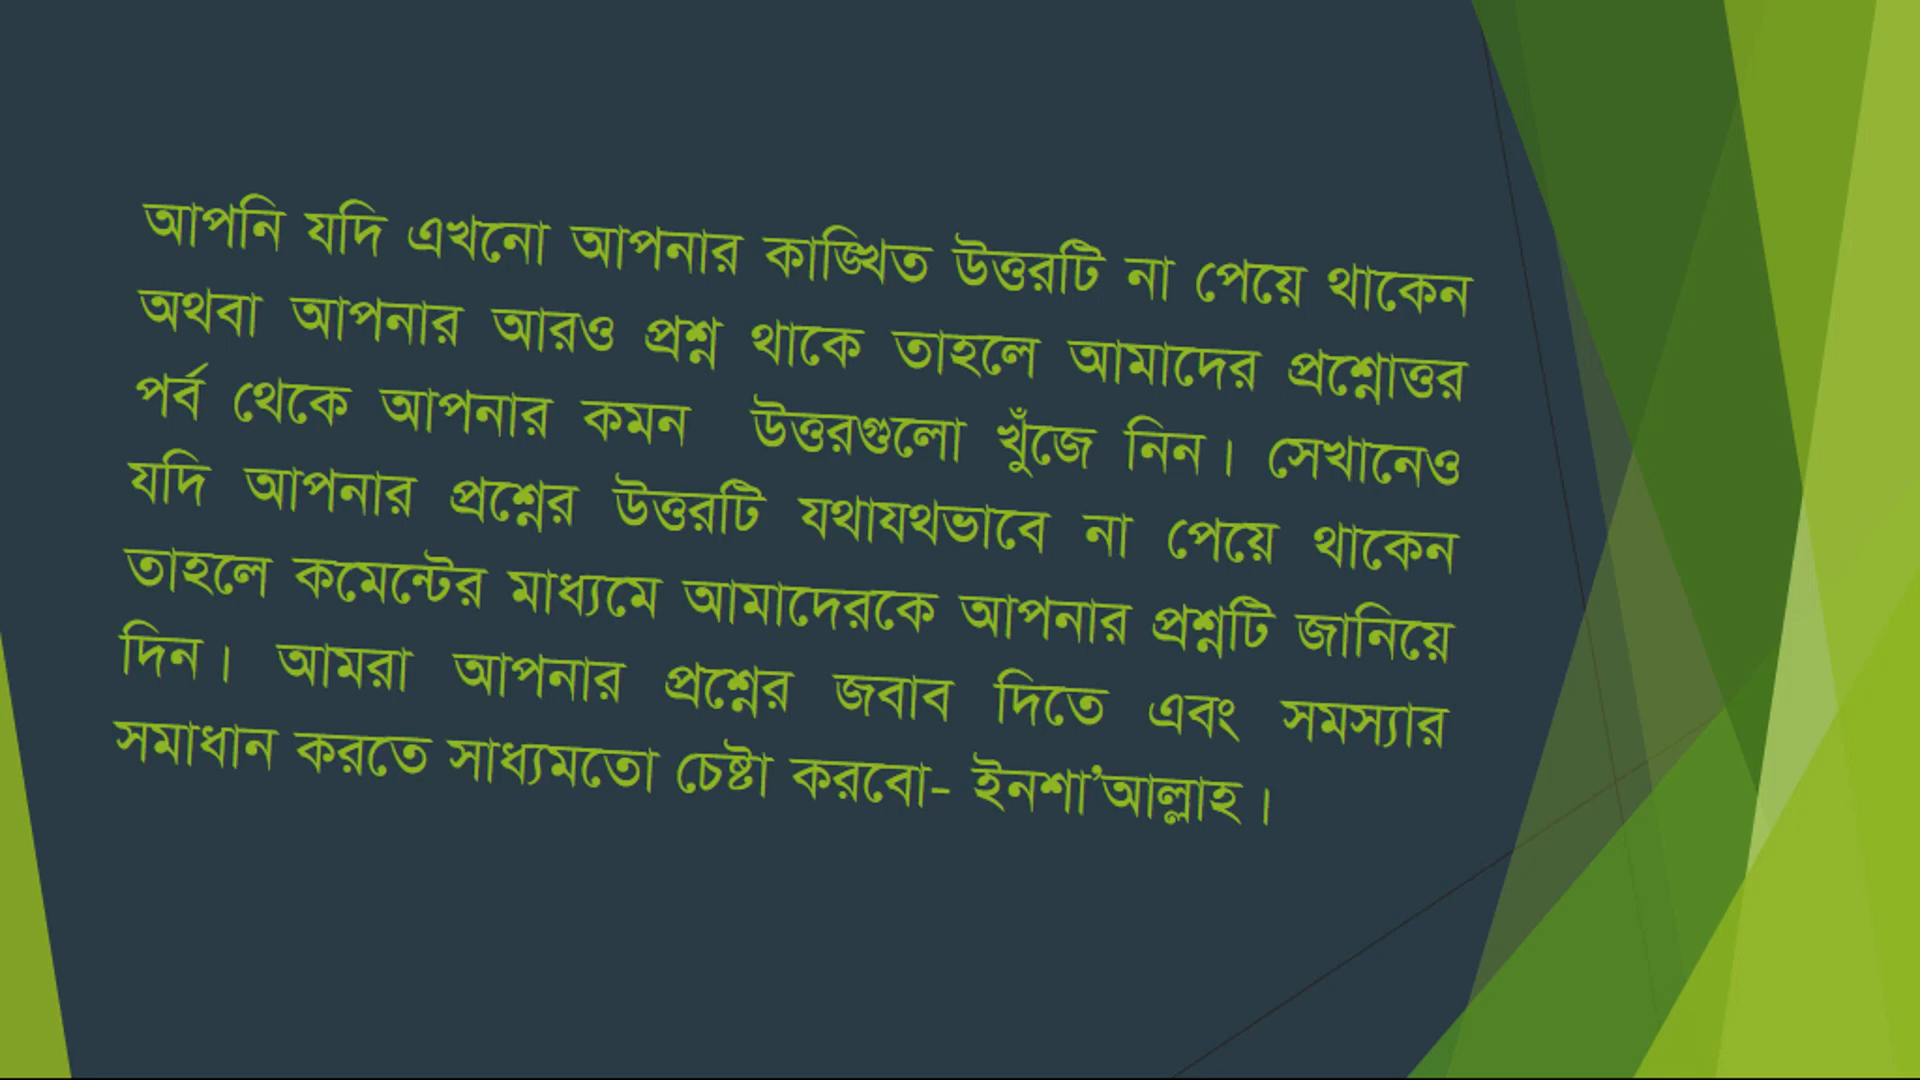 আপনি যদি এখনো আপনার কাঙ্খিত উত্তরটি না পেয়ে থাকেন
অথবা আপনার আরও প্রশ্ন থাকে তাহলে আমাদের প্রশ্নোত্তর
পর্ব থেকে আপনার কমন উত্তরগুলো খুঁজে নিন। সেখানেও
যদি আপনার প্রশ্নের উত্তরটি যথাযথভাবে না পেয়ে থাকেন
তাহলে কমেন্টের মাধ্যমে আমাদেরকে আপনার প্রশ্নটি জানিয়ে
দিন। আমরা আপনার প্রশ্নের জবাব দিতে এবং সমস্যার
সমাধান করতে সাধ্যমতো চেষ্টা করবো- ইনশা’আল্লাহ।